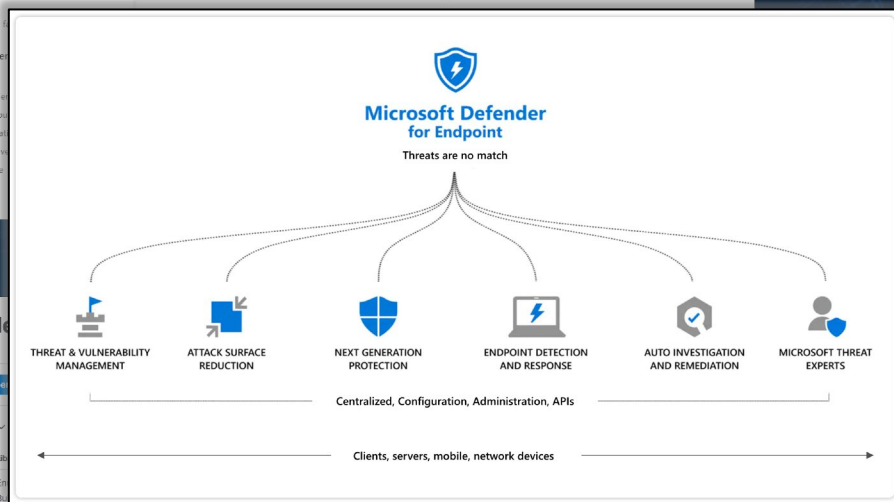 Microsoft Defender
for Endpoint
Threats are no match
THREAT & VULNERABILITY
MANAGEMENT
ATTACK SURFACE
REDUCTION
NEXT GENERATION
PROTECTION
ENDPOINT DETECTION
AND RESPONSE
AUTO INVESTIGATION
AND REMEDIATION
MICROSOFT THREAT
EXPERTS
Centralized, Configuration, Administration, APIs
Clients, servers, mobile, network devices